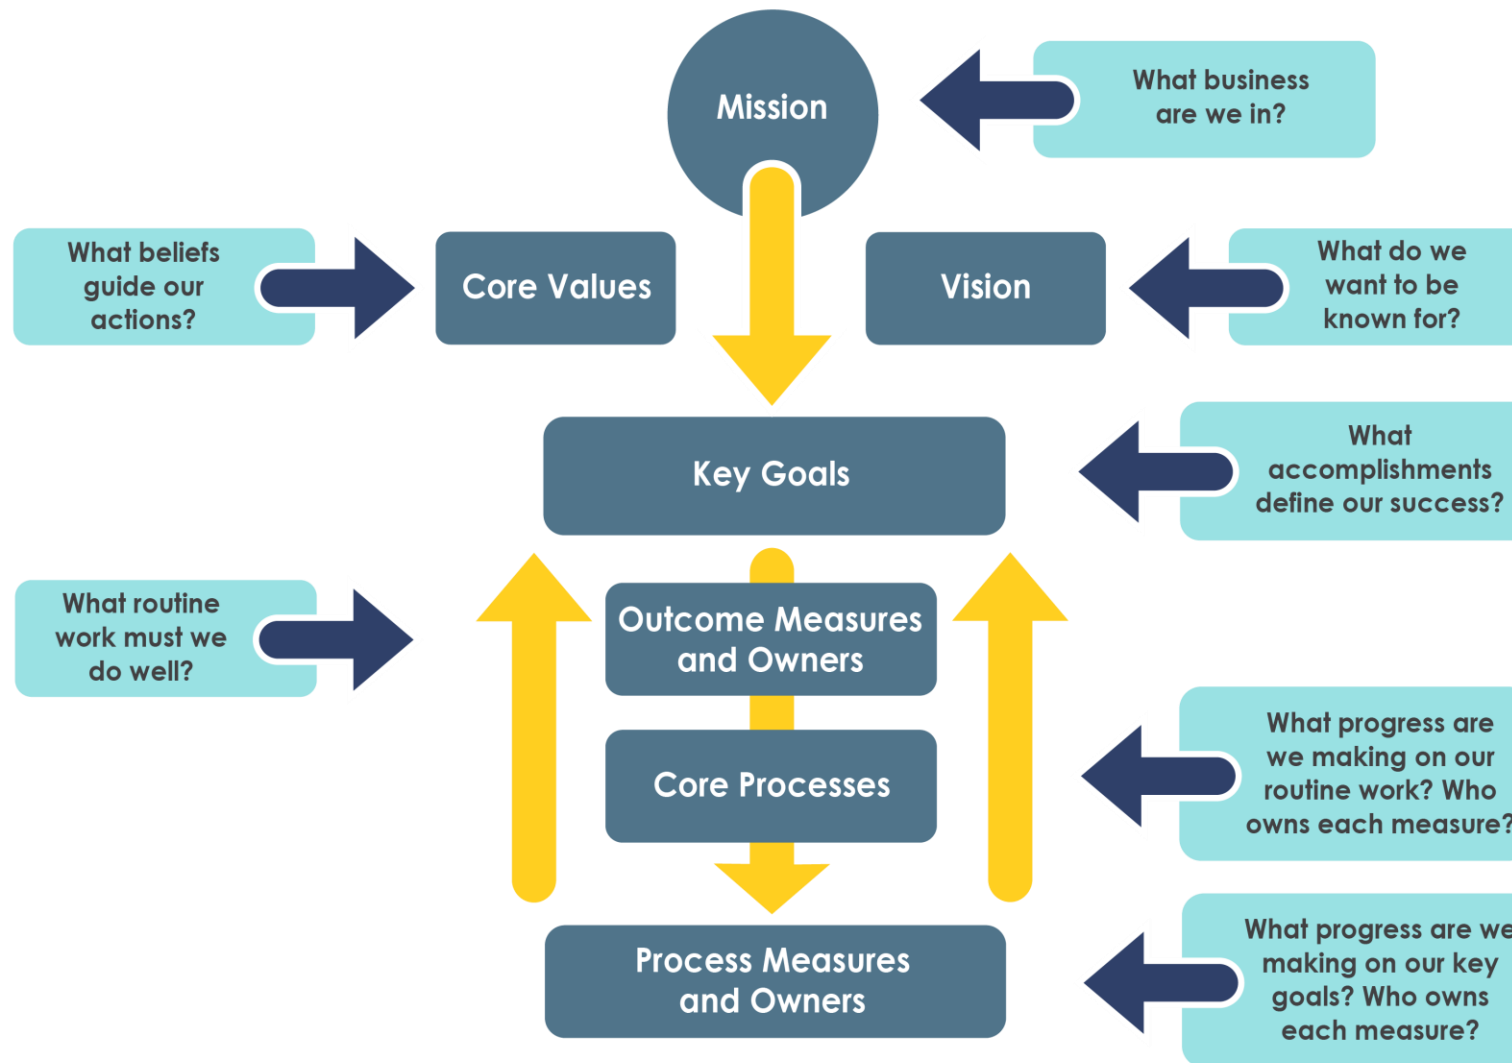 Mission
What business
are we in?
What beliefs
guide our
actions?
Core Values
Vision
What do we
want to be
known for?
Key Goals
What
accomplishments
define our success?
What routine
work must we
do well?
Outcome Measures
and Owners
Core Processes
What progress are
we making on our
routine work? Who
owns each measure?
Process Measures
and Owners
What progress are we
making on our key
goals? Who owns
each measure?